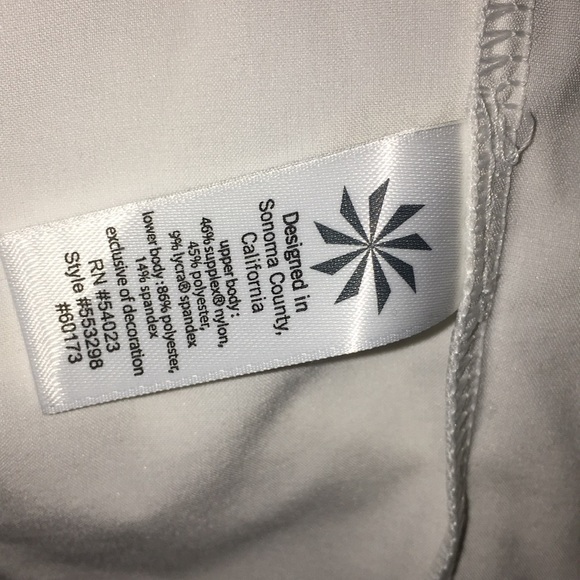 Designed in
Sonoma County,
California
upper body :
46% supplex® nylon,
45% polyester,
9% lycra® spandex
lower body : 86% polyester,
14% spandex
exclusive of decoration
RN #54023
Style #553298
#60173